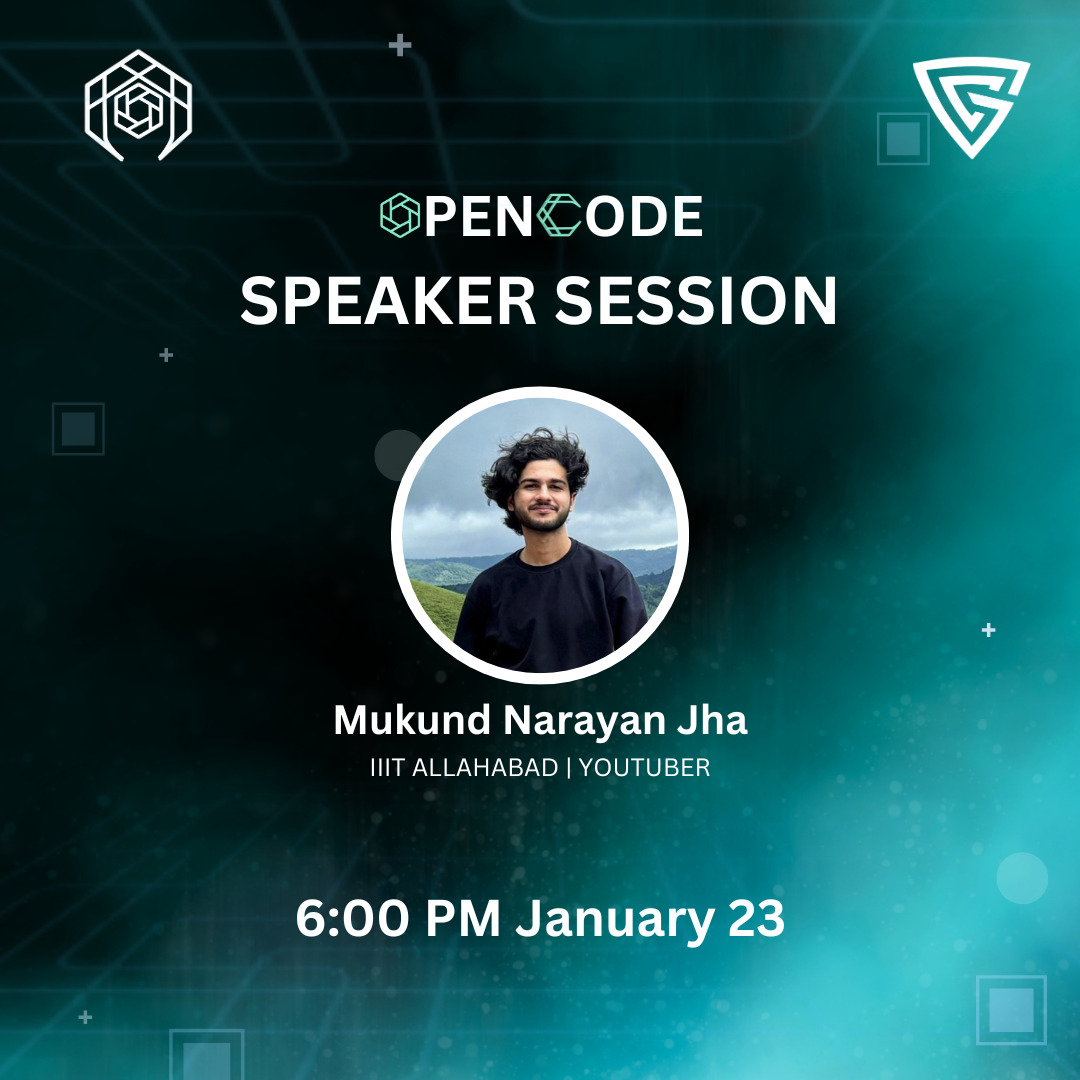 OPENCODE
SPEAKER SESSION
Mukund Narayan Jha
IIIT ALLAHABAD | YOUTUBER
6:00 PM January 23